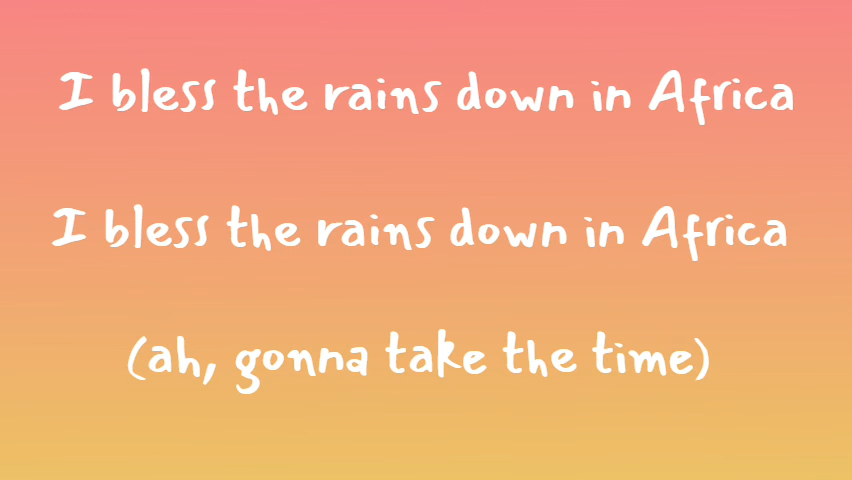 I bless the rains down in Africa
I bless the rains down in Africa
(ah, gonna take the time)